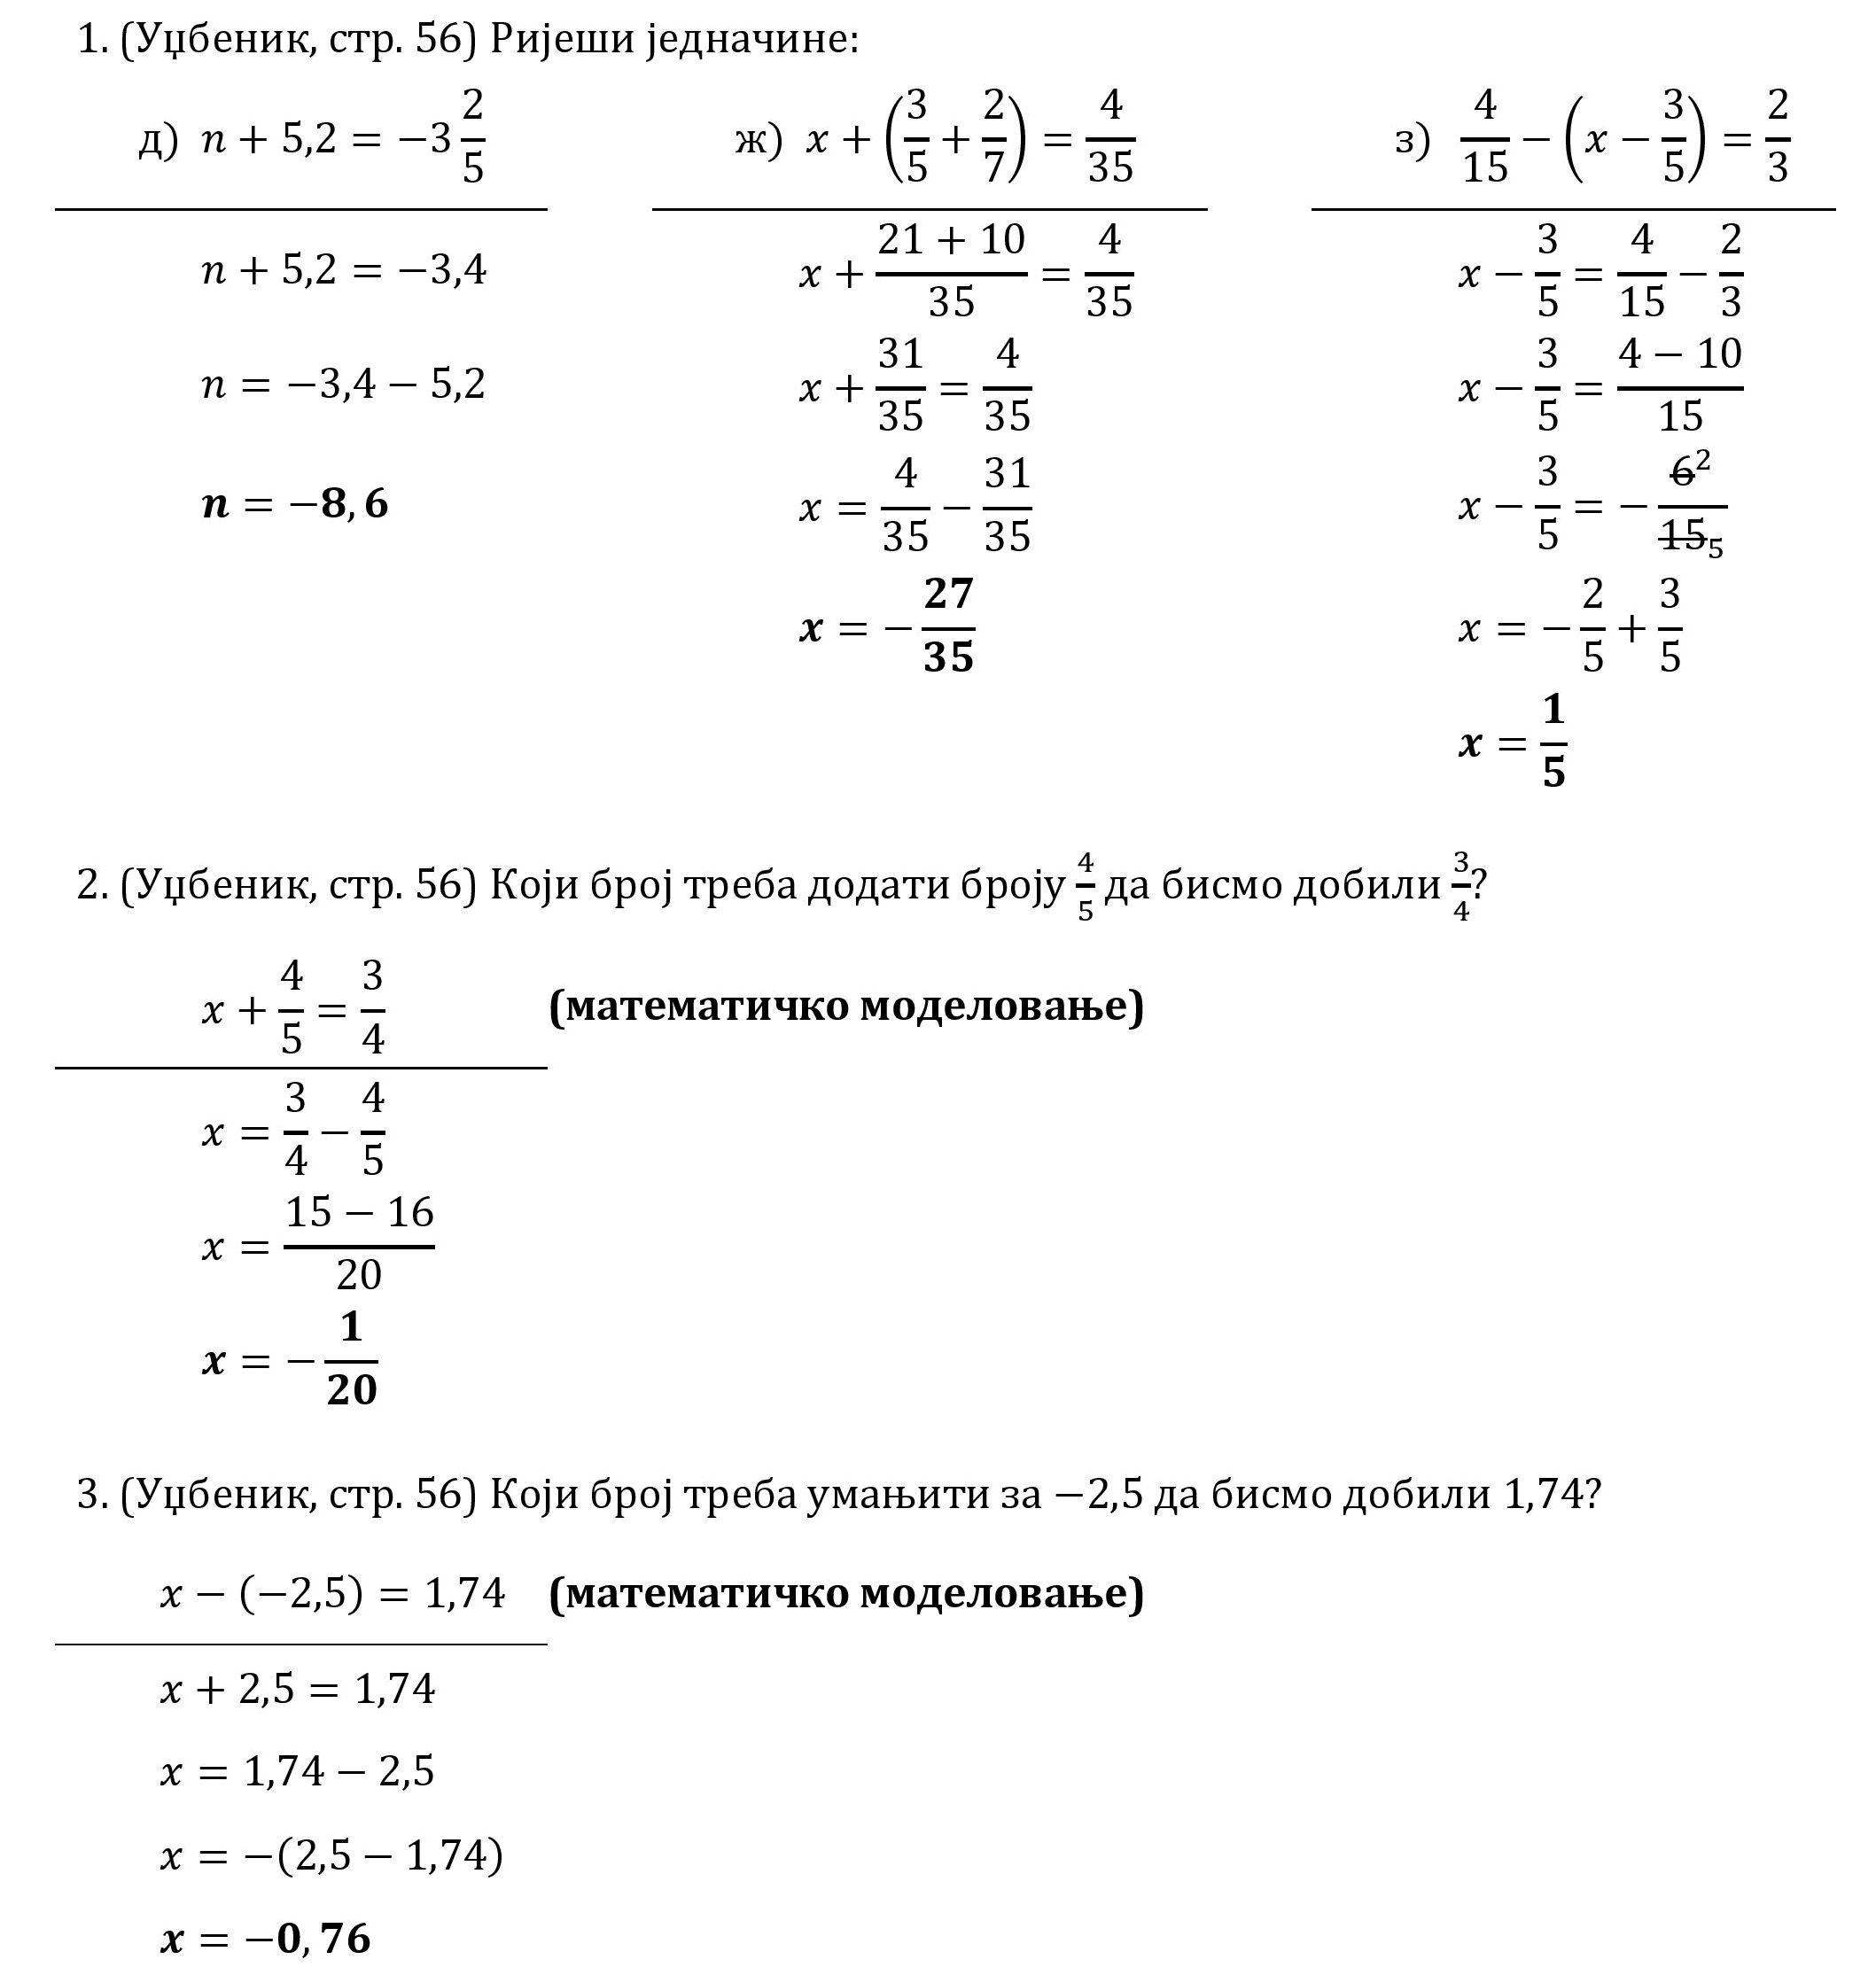 1. (Уџбеник, стр. 56) Ријеши једначине:
д) n + 5,2 = −3 2/5
n + 5,2 = −3,4
n = −3,4 − 5,2
n = −8,6
ж) x + (3/5 + 2/7) = 4/35
x + (21 + 10)/35 = 4/35
x + 31/35 = 4/35
x = 4/35 − 31/35
x = −27/35
з) 4/15 − (x − 3/5) = 2/3
x − 3/5 = 4/15 − 2/3
x − 3/5 = (4 − 10)/15
x − 3/5 = −6²/15₅
x = −2/5 + 3/5
x = 1/5
2. (Уџбеник, стр. 56) Који број треба додати броју 4/5 да бисмо добили 3/4?
x + 4/5 = 3/4 (математичко моделовање)
x = 3/4 − 4/5
x = (15 − 16)/20
x = −1/20
3. (Уџбеник, стр. 56) Који број треба умањити за −2,5 да бисмо добили 1,74?
x − (−2,5) = 1,74 (математичко моделовање)
x + 2,5 = 1,74
x = 1,74 − 2,5
x = −(2,5 − 1,74)
x = −0,76